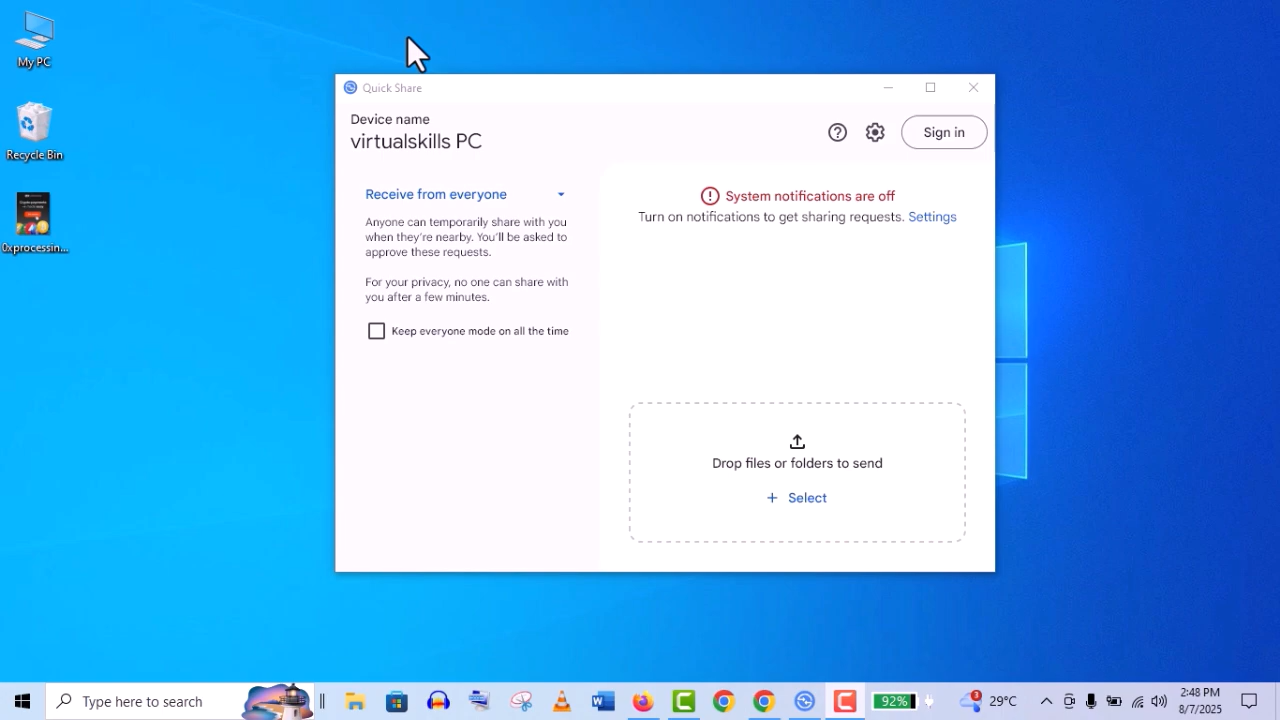 My PC
Recycle Bin
0xprocessin...
Quick Share
Device name
virtualskills PC
Sign in
Receive from everyone
Anyone can temporarily share with you
when they're nearby. You'll be asked to
approve these requests.
For your privacy, no one can share with
you after a few minutes.
Keep everyone mode on all the time
System notifications are off
Turn on notifications to get sharing requests. Settings
Drop files or folders to send
+ Select
Type here to search
92%
29°C
2:48 PM
8/7/2025